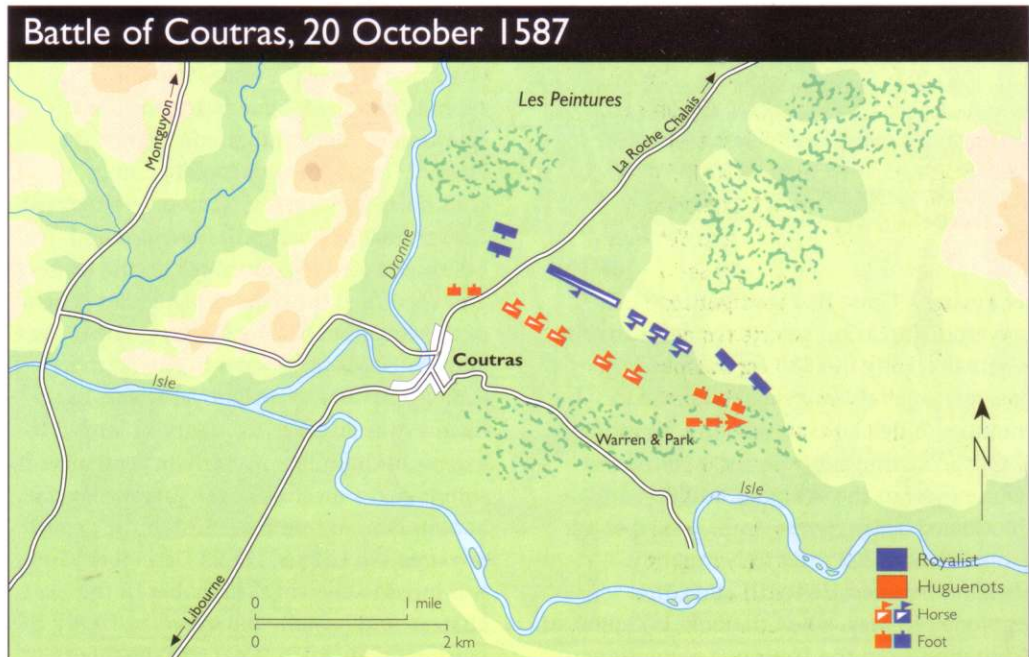 Battle of Coutras, 20 October 1587
Les Peintures
Montguyon
La Roche Chalais
Dronne
Coutras
Isle
Warren & Park
Isle
N
Libourne
0 1 mile
0 2 km
Royalist
Huguenots
Horse
Foot